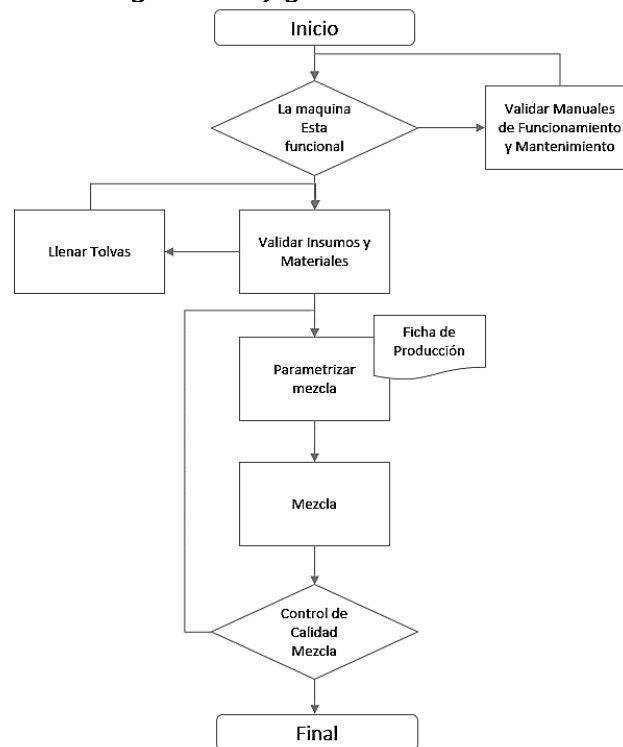 Inicio
La maquina
Esta
funcional
Validar Manuales
de Funcionamiento
y Mantenimiento
Llenar Tolvas
Validar Insumos y
Materiales
Ficha de
Producción
Parametrizar
mezcla
Mezcla
Control de
Calidad
Mezcla
Final